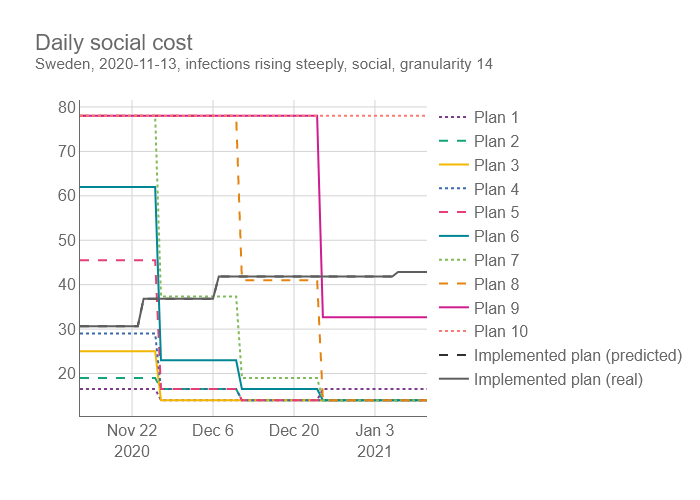 Daily social cost
Sweden, 2020-11-13, infections rising steeply, social, granularity 14
80
70
60
50
40
30
20
Nov 22
2020
Dec 6
Dec 20
Jan 3
2021
Plan 1
Plan 2
Plan 3
Plan 4
Plan 5
Plan 6
Plan 7
Plan 8
Plan 9
Plan 10
Implemented plan (predicted)
Implemented plan (real)